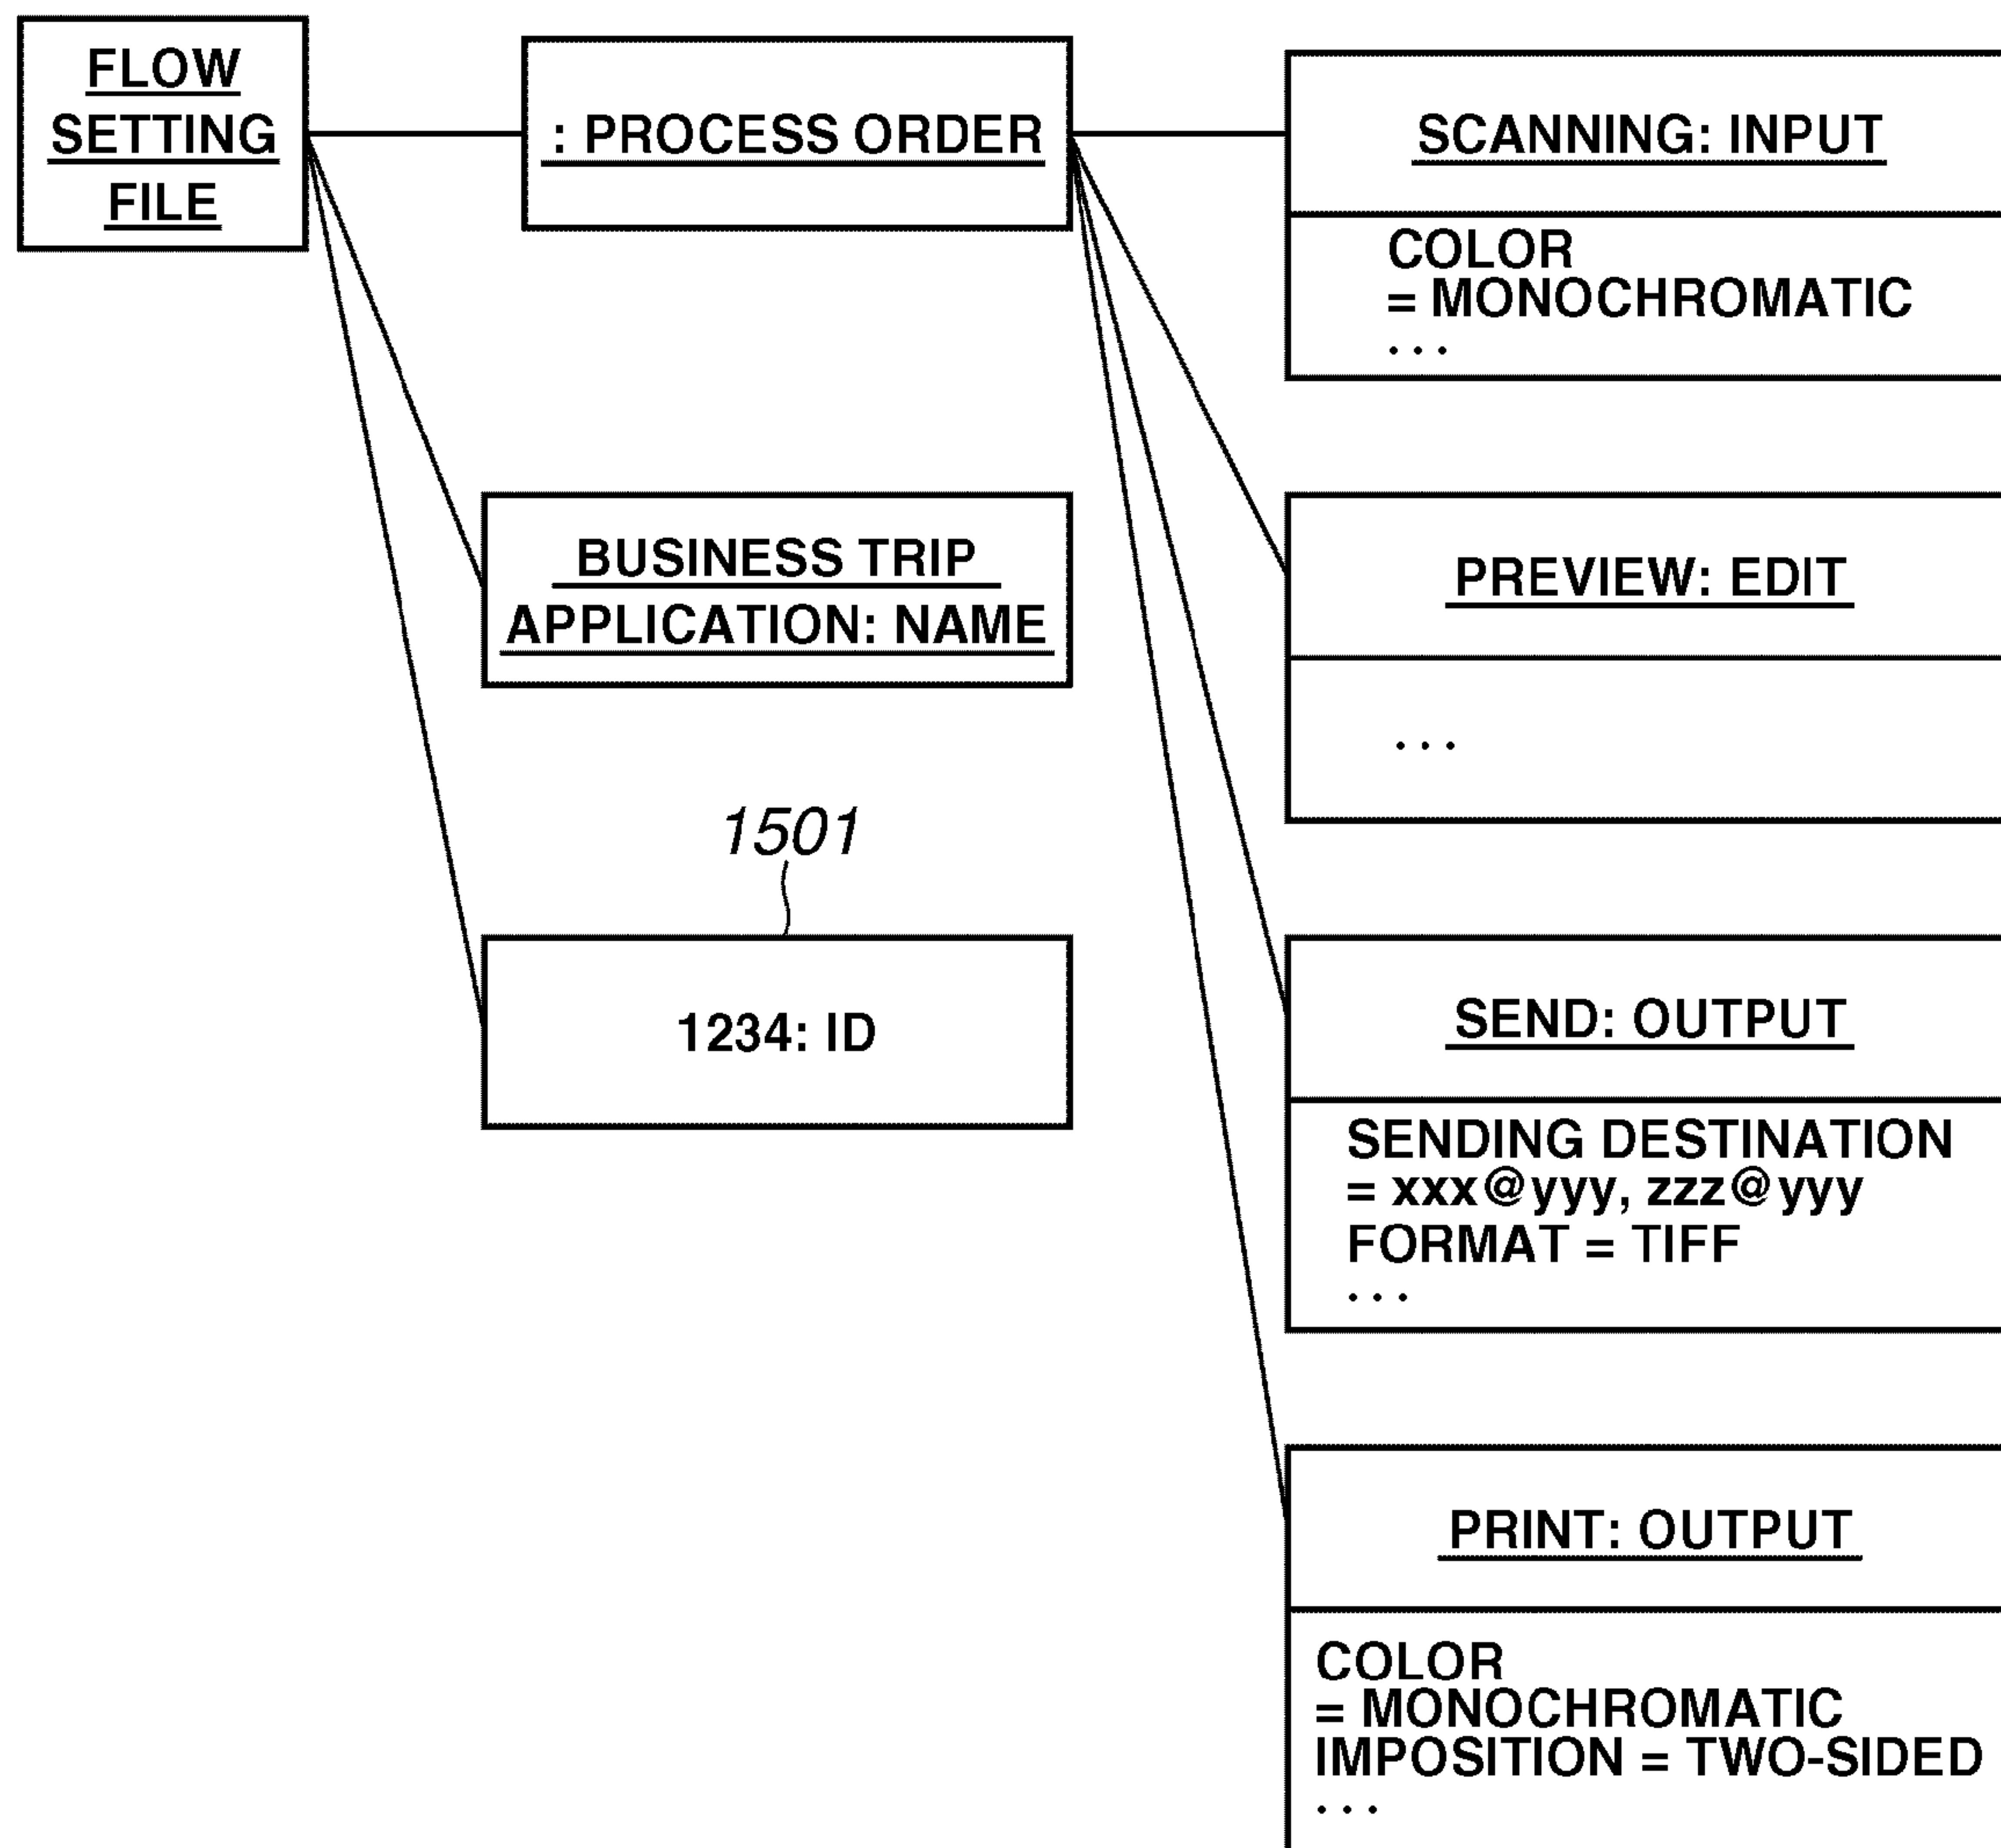 FLOW
SETTING
FILE
: PROCESS ORDER
BUSINESS TRIP
APPLICATION: NAME
1501
1234: ID
SCANNING: INPUT
COLOR
= MONOCHROMATIC
...
PREVIEW: EDIT
...
SEND: OUTPUT
SENDING DESTINATION
= xxx@yyy, zzz@yyy
FORMAT = TIFF
...
PRINT: OUTPUT
COLOR
= MONOCHROMATIC
IMPOSITION = TWO-SIDED
...